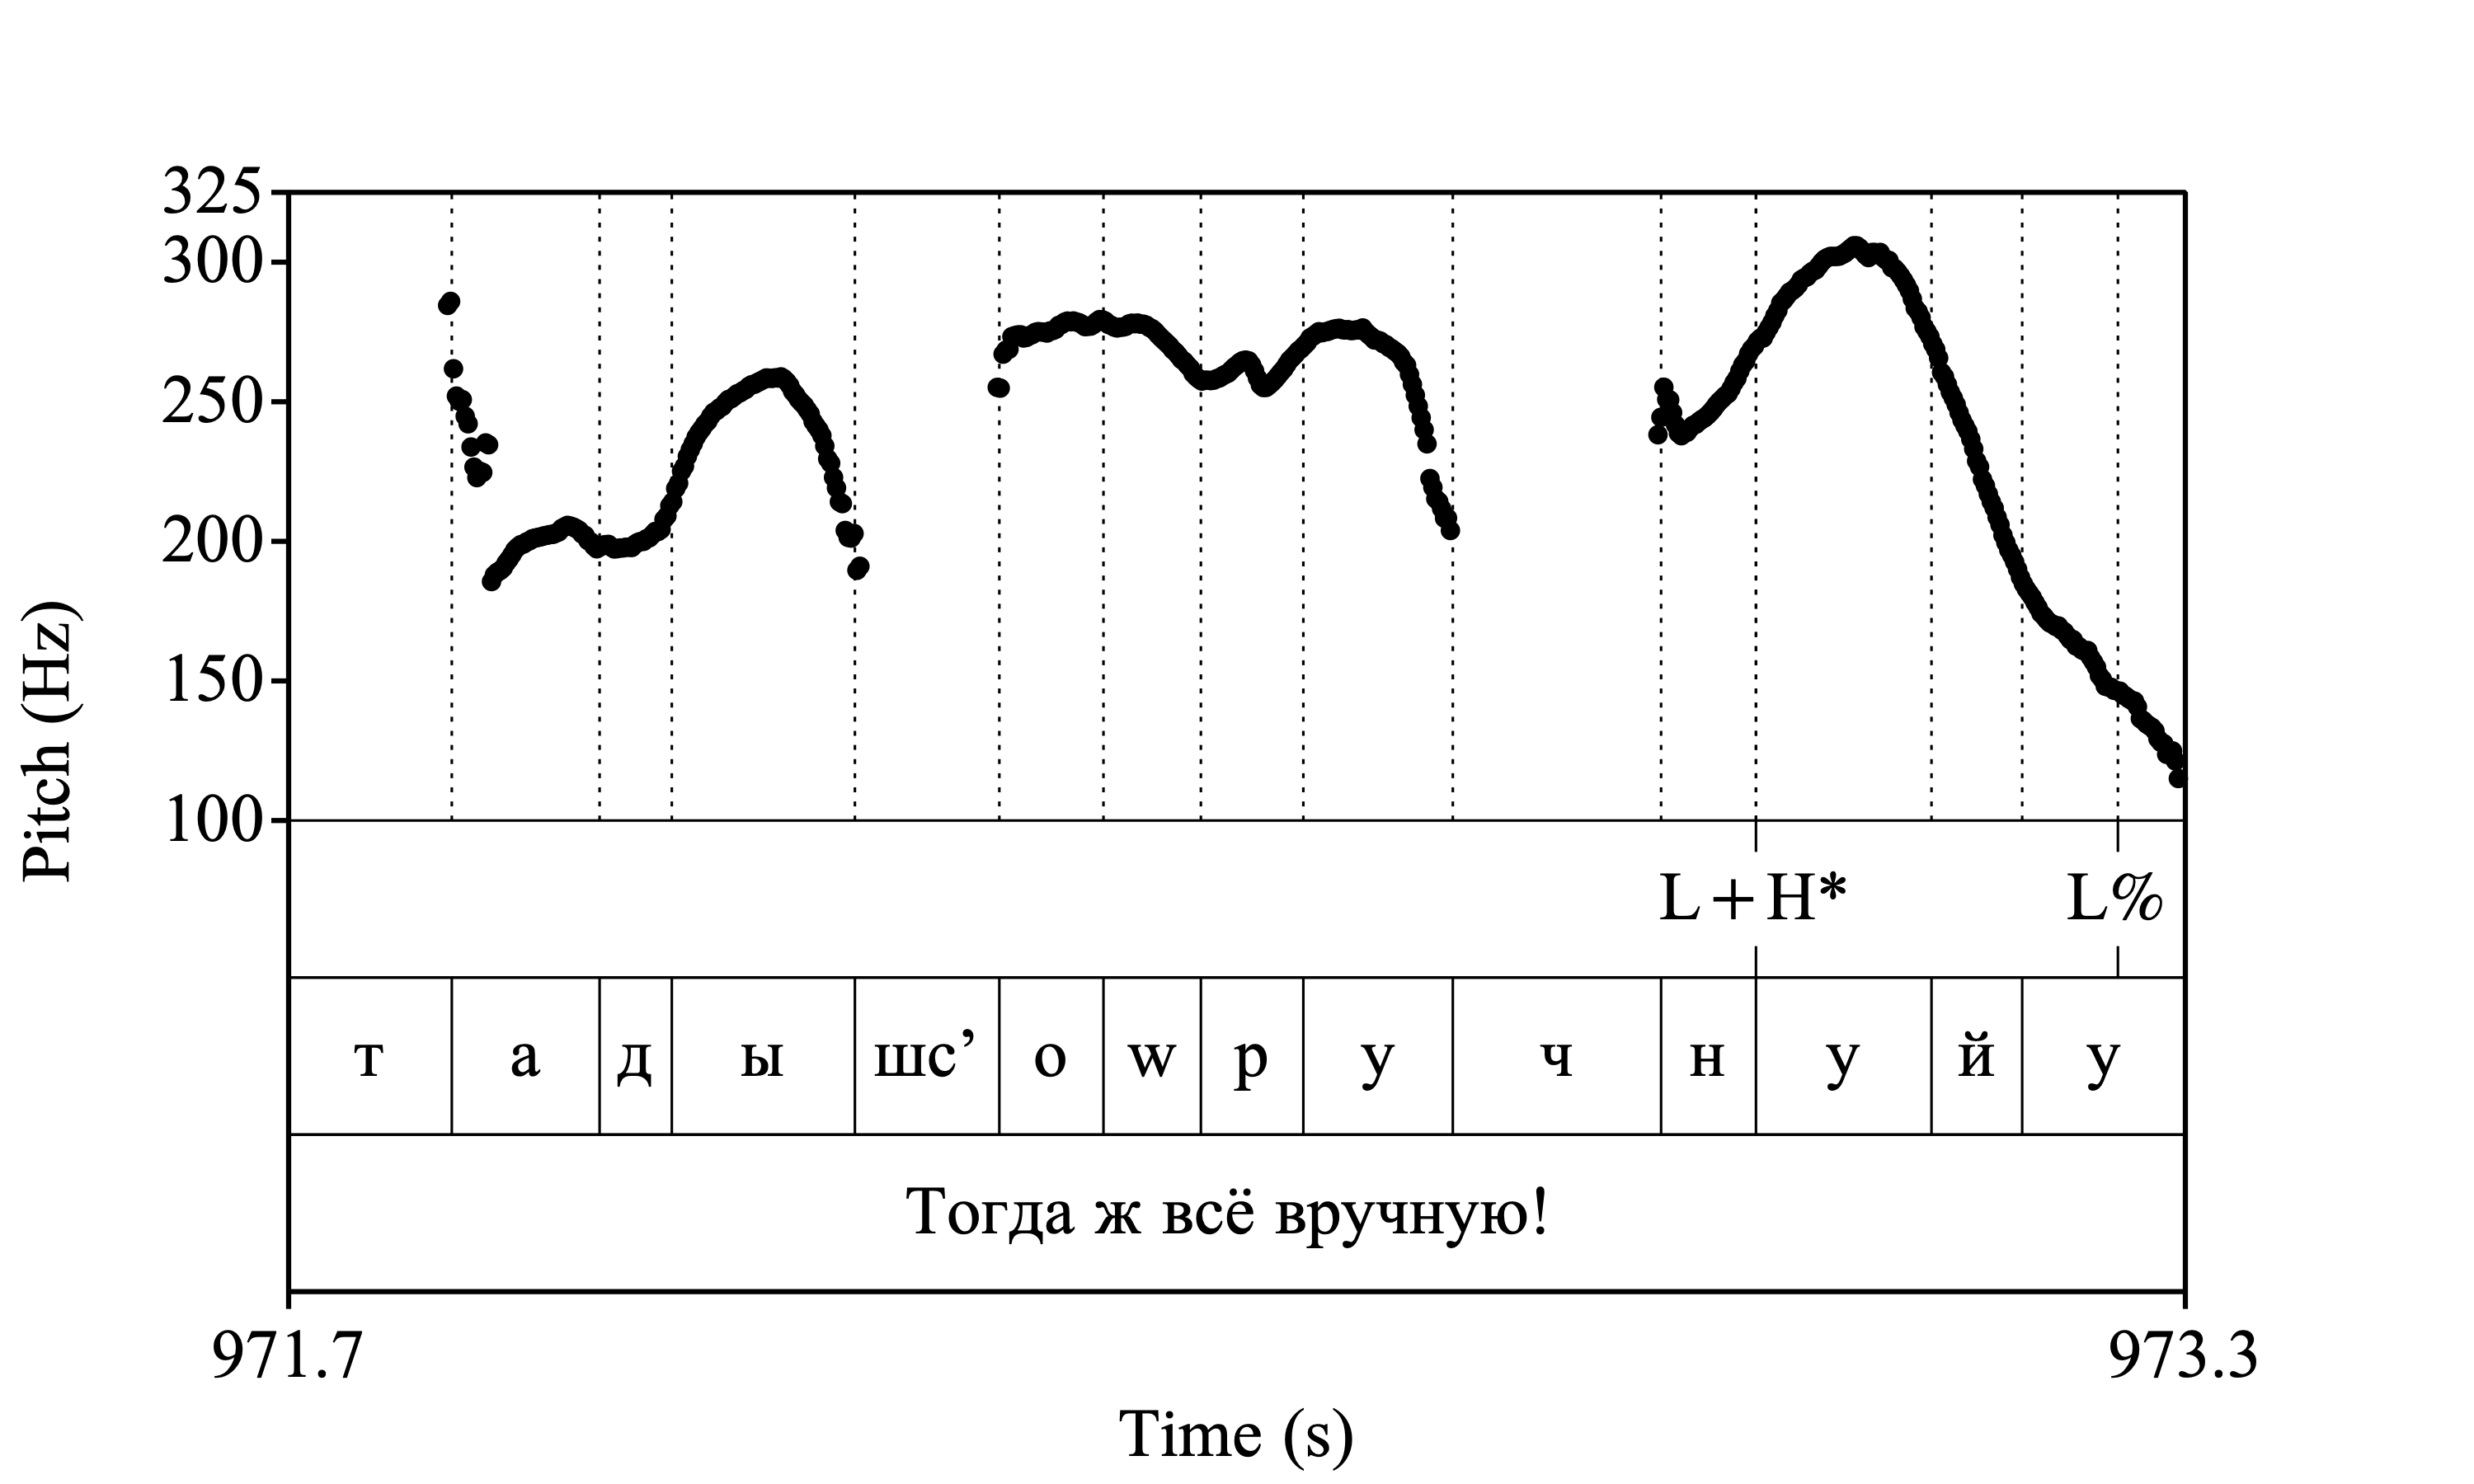 325
300
250
200
150
100
Pitch (Hz)
L+H* L%
т а д ы шс’ о w р у ч н у й у
Тогда ж всё вручную!
971.7 973.3
Time (s)